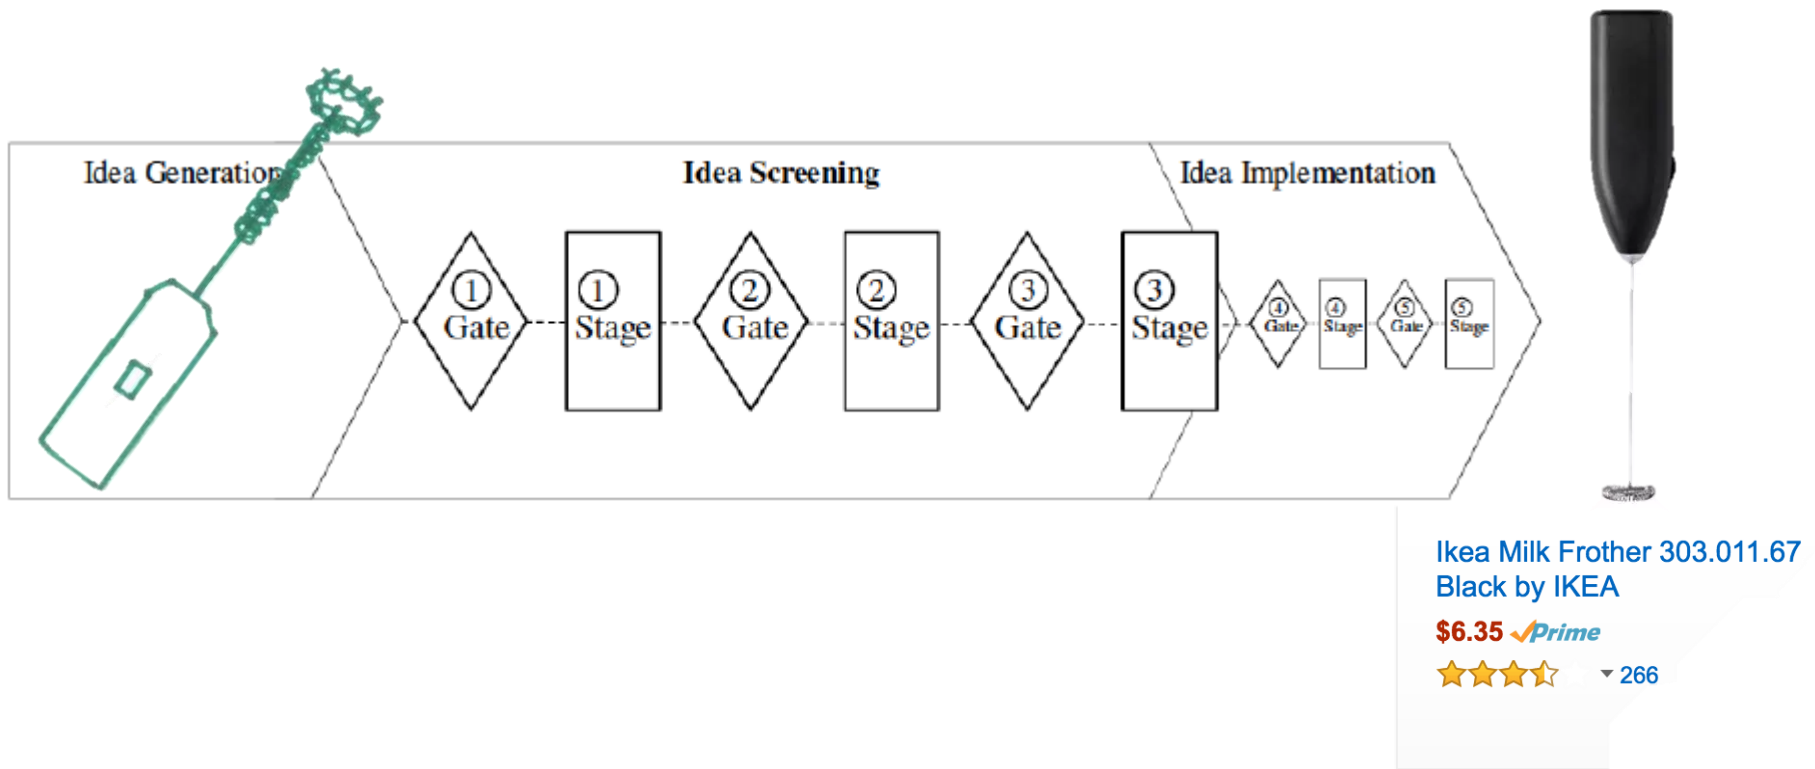 Idea Generation
Idea Screening
Idea Implementation
1
Gate
1
Stage
2
Gate
2
Stage
3
Gate
3
Stage
4
Gate
4
Stage
5
Gate
5
Stage
Ikea Milk Frother 303.011.67
Black by IKEA
$6.35 Prime
266